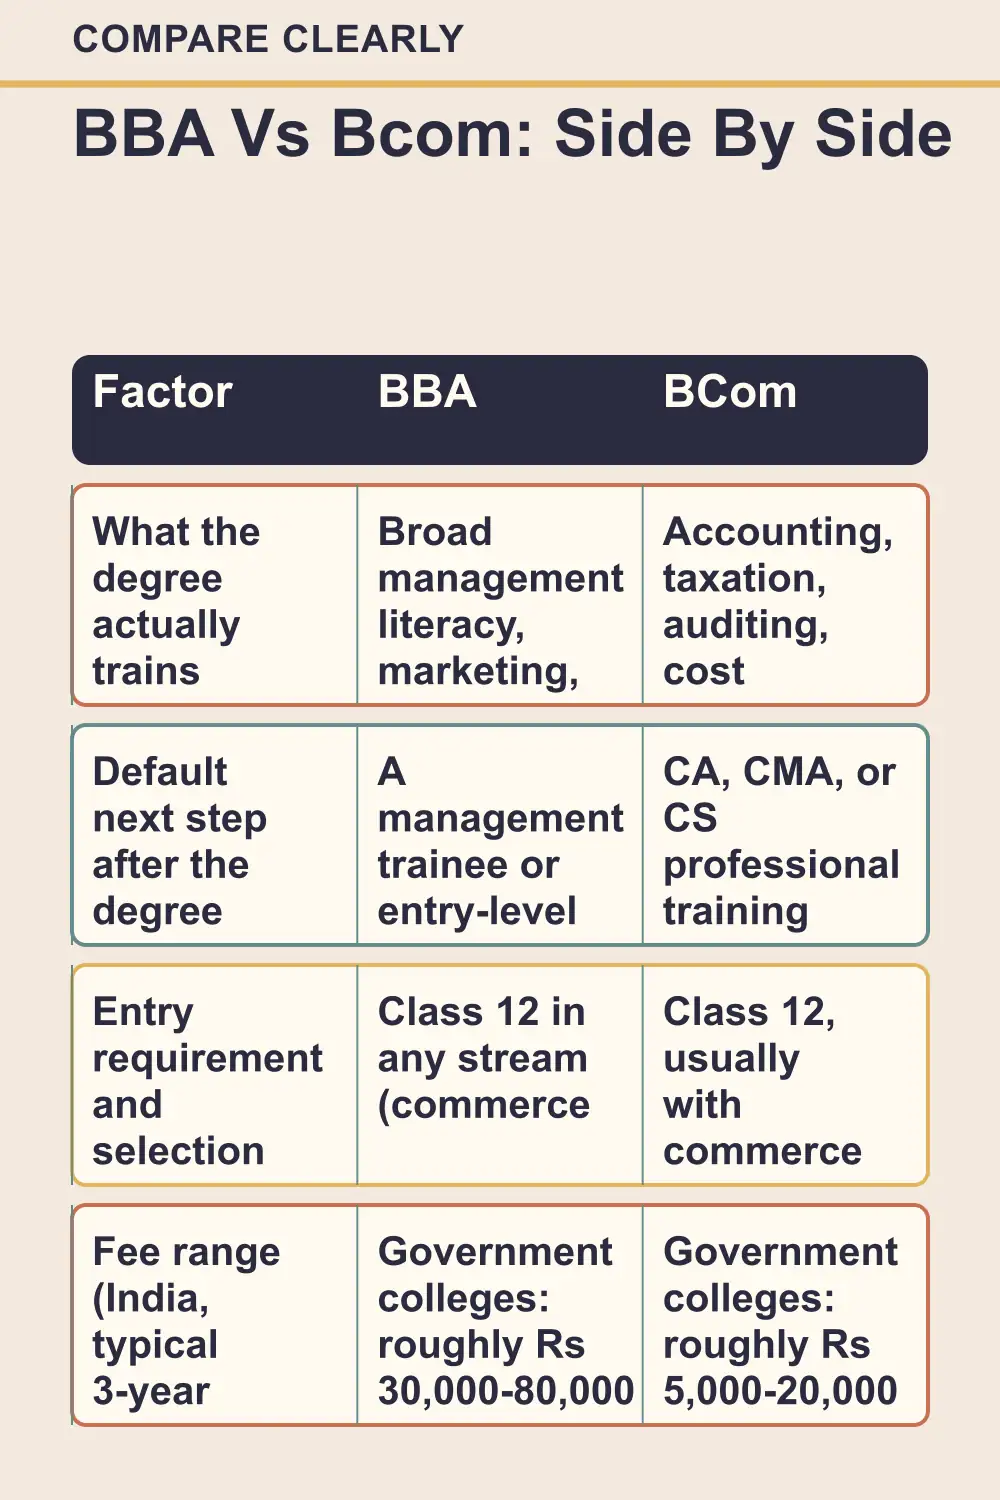 COMPARE CLEARLY
BBA Vs Bcom: Side By Side
Factor
BBA
BCom
What the
degree
actually
trains
Broad
management
literacy,
marketing,
Accounting,
taxation,
auditing,
cost
Default
next step
after the
degree
A
management
trainee or
entry-level
CA, CMA, or
CS
professional
training
Entry
requirement
and
selection
Class 12 in
any stream
(commerce
Class 12,
usually
with
commerce
Fee range
(India,
typical
3-year
Government
colleges:
roughly Rs
30,000-80,000
Government
colleges:
roughly Rs
5,000-20,000